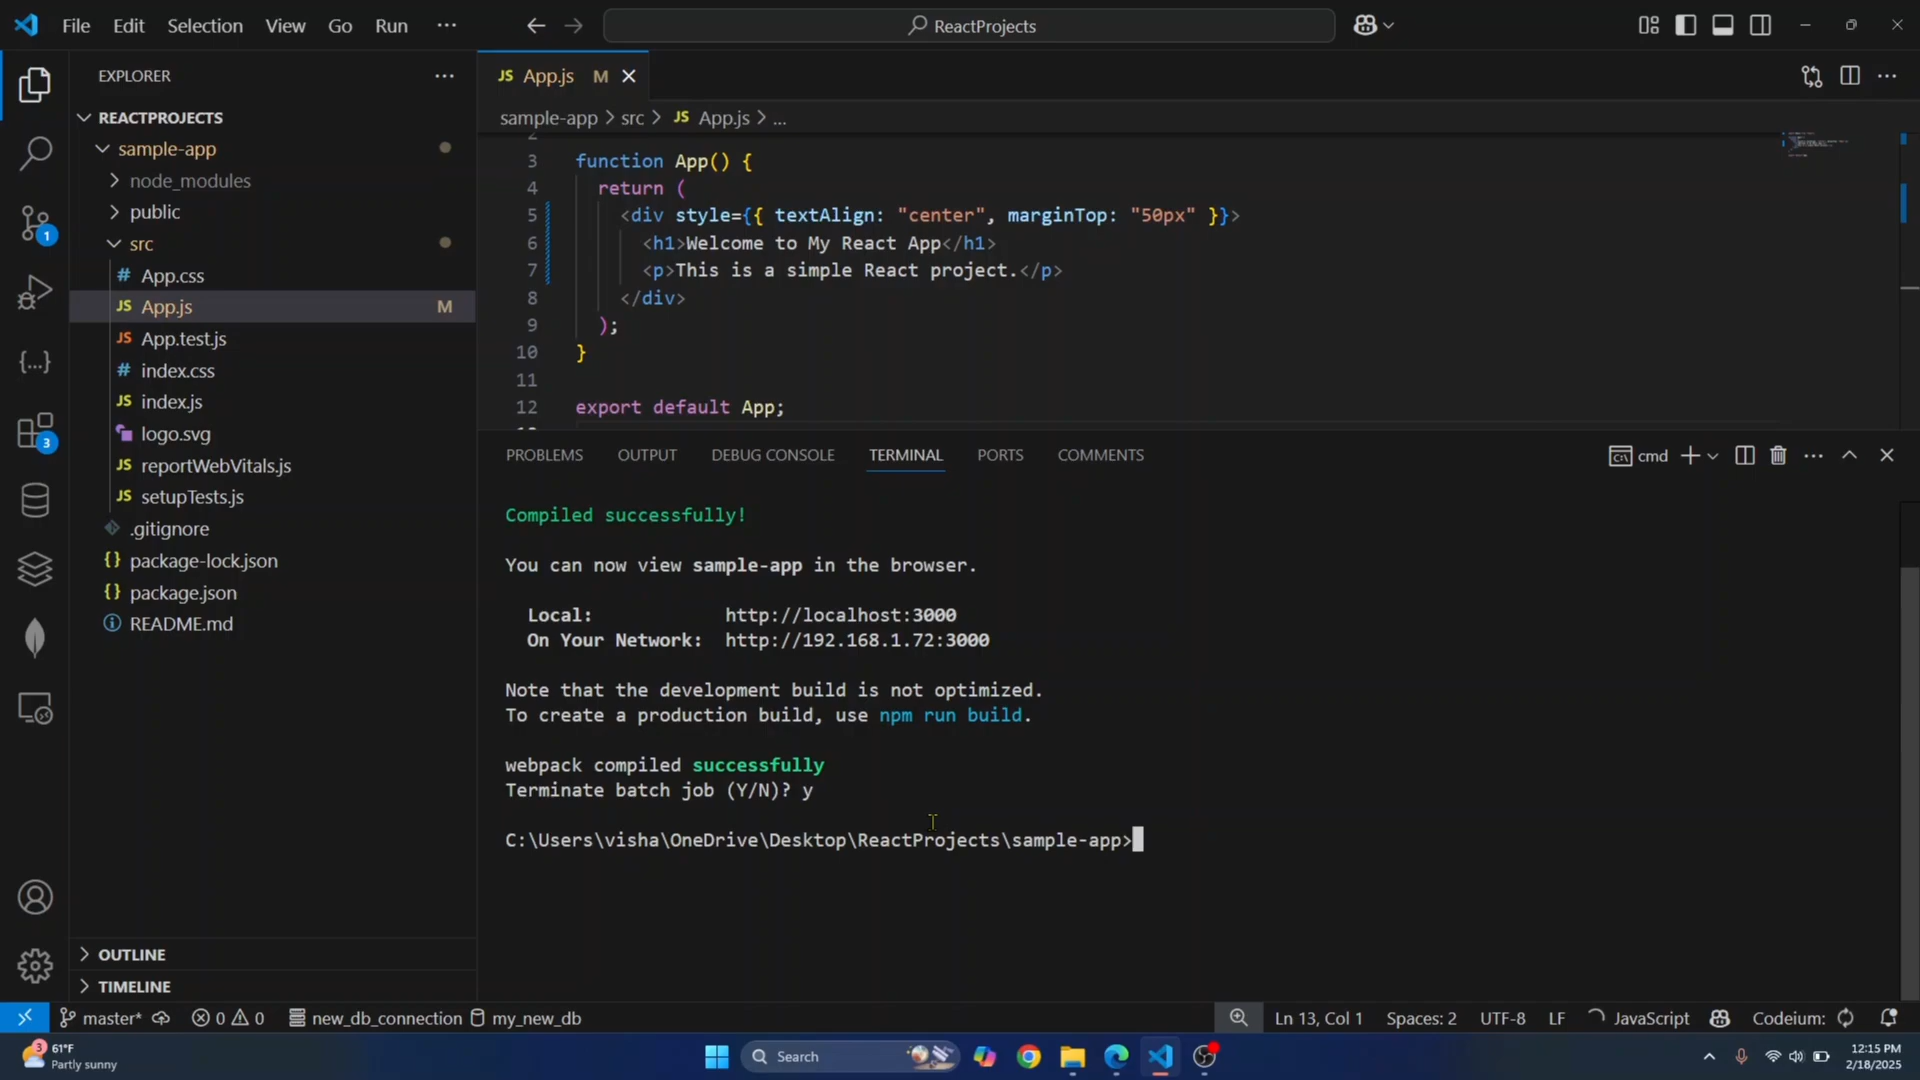 File Edit Selection View Go Run ···
ReactProjects
EXPLORER ···
REACTPROJECTS
sample-app
node_modules
public
src
# App.css
JS App.js M
JS App.test.js
# index.css
JS index.js
logo.svg
JS reportWebVitals.js
JS setupTests.js
.gitignore
{} package-lock.json
{} package.json
README.md
OUTLINE
TIMELINE
1
{...}
3
JS App.js M
sample-app > src > JS App.js > ...
3 function App() {
4 return (
5 <div style={{ textAlign: "center", marginTop: "50px" }}>
6 <h1>Welcome to My React App</h1>
7 <p>This is a simple React project.</p>
8 </div>
9 );
10 }
11
12 export default App;
PROBLEMS OUTPUT DEBUG CONSOLE TERMINAL PORTS COMMENTS
cmd
Compiled successfully!
You can now view sample-app in the browser.
Local: http://localhost:3000
On Your Network: http://192.168.1.72:3000
Note that the development build is not optimized.
To create a production build, use npm run build.
webpack compiled successfully
Terminate batch job (Y/N)? y
C:\Users\visha\OneDrive\Desktop\ReactProjects\sample-app>
master* 0 0 new_db_connection my_new_db
Ln 13, Col 1 Spaces: 2 UTF-8 LF JavaScript Codeium:
3 61°F
Partly sunny
Search
12:15 PM
2/18/2025